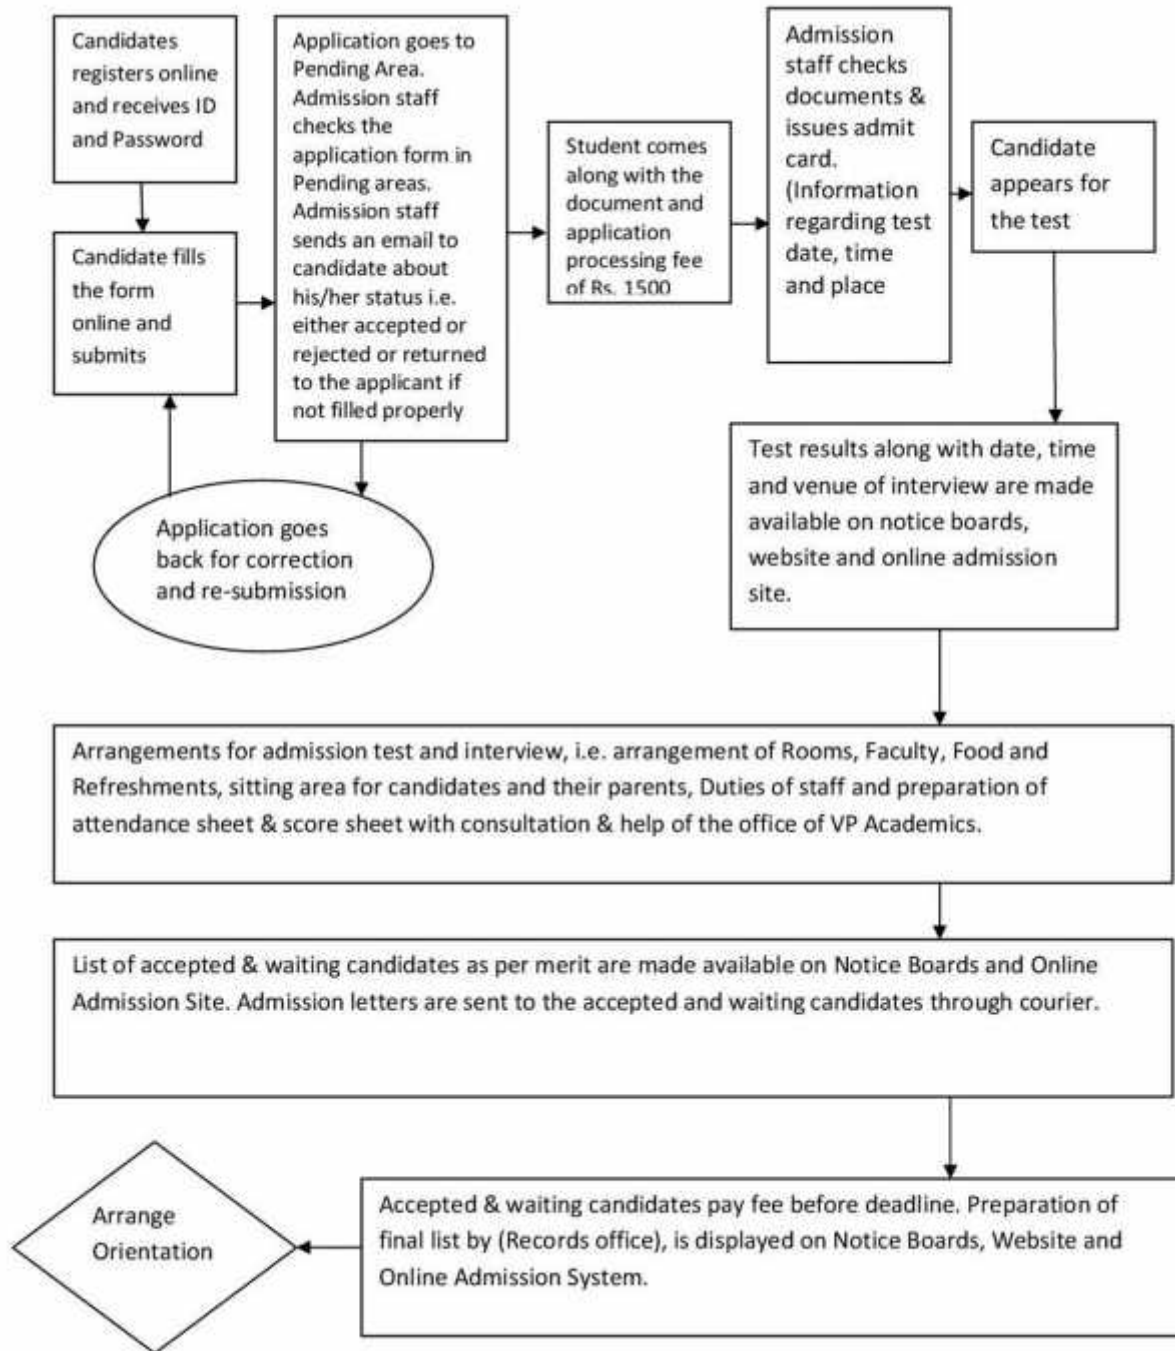 Candidates
registers online
and receives ID
and Password
Candidate fills
the form
online and
submits
Application goes to
Pending Area.
Admission staff
checks the
application form in
Pending areas.
Admission staff
sends an email to
candidate about
his/her status i.e.
either accepted or
rejected or returned
to the applicant if
not filled properly
Application goes
back for correction
and re-submission
Student comes
along with the
document and
application
processing fee
of Rs. 1500
Admission
staff checks
documents &
issues admit
card.
(Information
regarding test
date, time
and place
Candidate
appears for
the test
Test results along with date, time
and venue of interview are made
available on notice boards,
website and online admission
site.
Arrangements for admission test and interview, i.e. arrangement of Rooms, Faculty, Food and
Refreshments, sitting area for candidates and their parents, Duties of staff and preparation of
attendance sheet & score sheet with consultation & help of the office of VP Academics.
List of accepted & waiting candidates as per merit are made available on Notice Boards and Online
Admission Site. Admission letters are sent to the accepted and waiting candidates through courier.
Accepted & waiting candidates pay fee before deadline. Preparation of
final list by (Records office), is displayed on Notice Boards, Website and
Online Admission System.
Arrange
Orientation